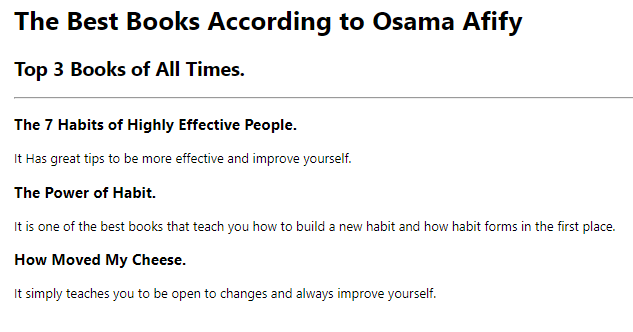 The Best Books According to Osama Afify
Top 3 Books of All Times.
The 7 Habits of Highly Effective People.
It Has great tips to be more effective and improve yourself.
The Power of Habit.
It is one of the best books that teach you how to build a new habit and how habit forms in the first place.
How Moved My Cheese.
It simply teaches you to be open to changes and always improve yourself.